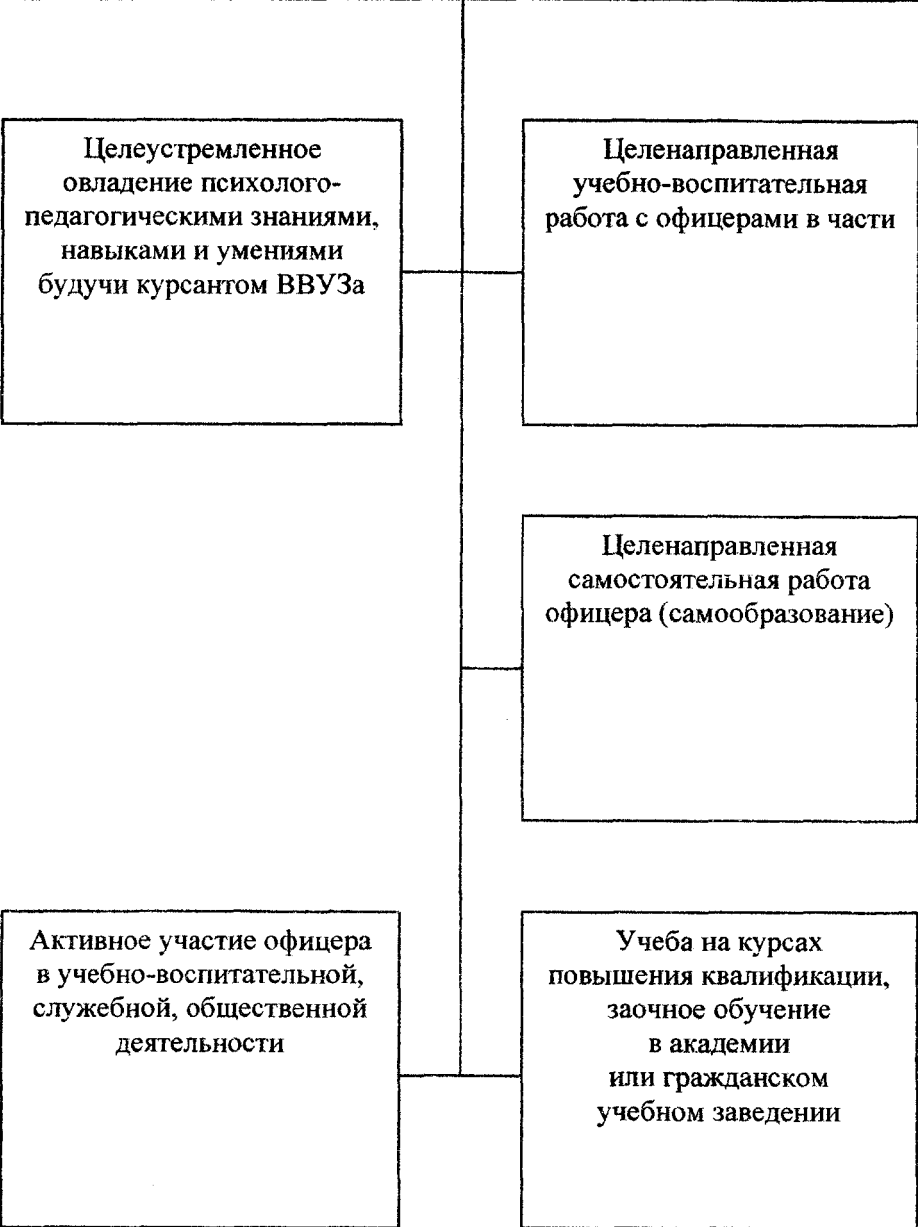 Целеустремленное
овладение психолого-
педагогическими знаниями,
навыками и умениями
будучи курсантом ВВУЗа
Целенаправленная
учебно-воспитательная
работа с офицерами в части
Целенаправленная
самостоятельная работа
офицера (самообразование)
Активное участие офицера
в учебно-воспитательной,
служебной, общественной
деятельности
Учеба на курсах
повышения квалификации,
заочное обучение
в академии
или гражданском
учебном заведении